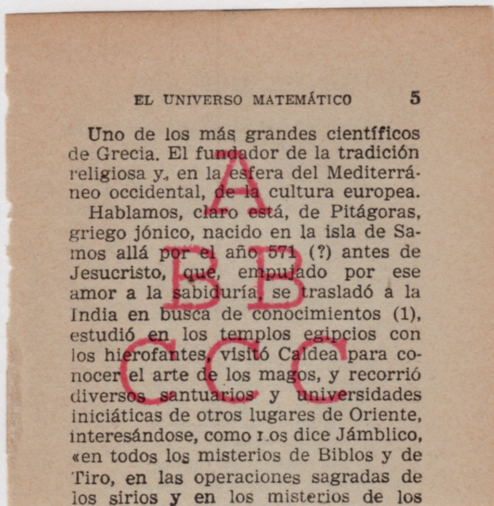 EL UNIVERSO MATEMÁTICO 5
Uno de los más grandes científicos
de Grecia. El fundador de la tradición
religiosa y, en la esfera del Mediterrá-
neo occidental, de la cultura europea.
A
Hablamos, claro está, de Pitágoras,
griego jónico, nacido en la isla de Sa-
mos allá por el año 571 (?) antes de
Jesucristo, que, empujado por ese
B B
amor a la sabiduría, se trasladó a la
India en busca de conocimientos (1),
estudió en los templos egipcios con
los hierofantes, visitó Caldea para co-
nocer el arte de los magos, y recorrió
C C C
diversos santuarios y universidades
iniciáticas de otros lugares de Oriente,
interesándose, como nos dice Jámblico,
«en todos los misterios de Biblos y de
Tiro, en las operaciones sagradas de
los sirios y en los misterios de los